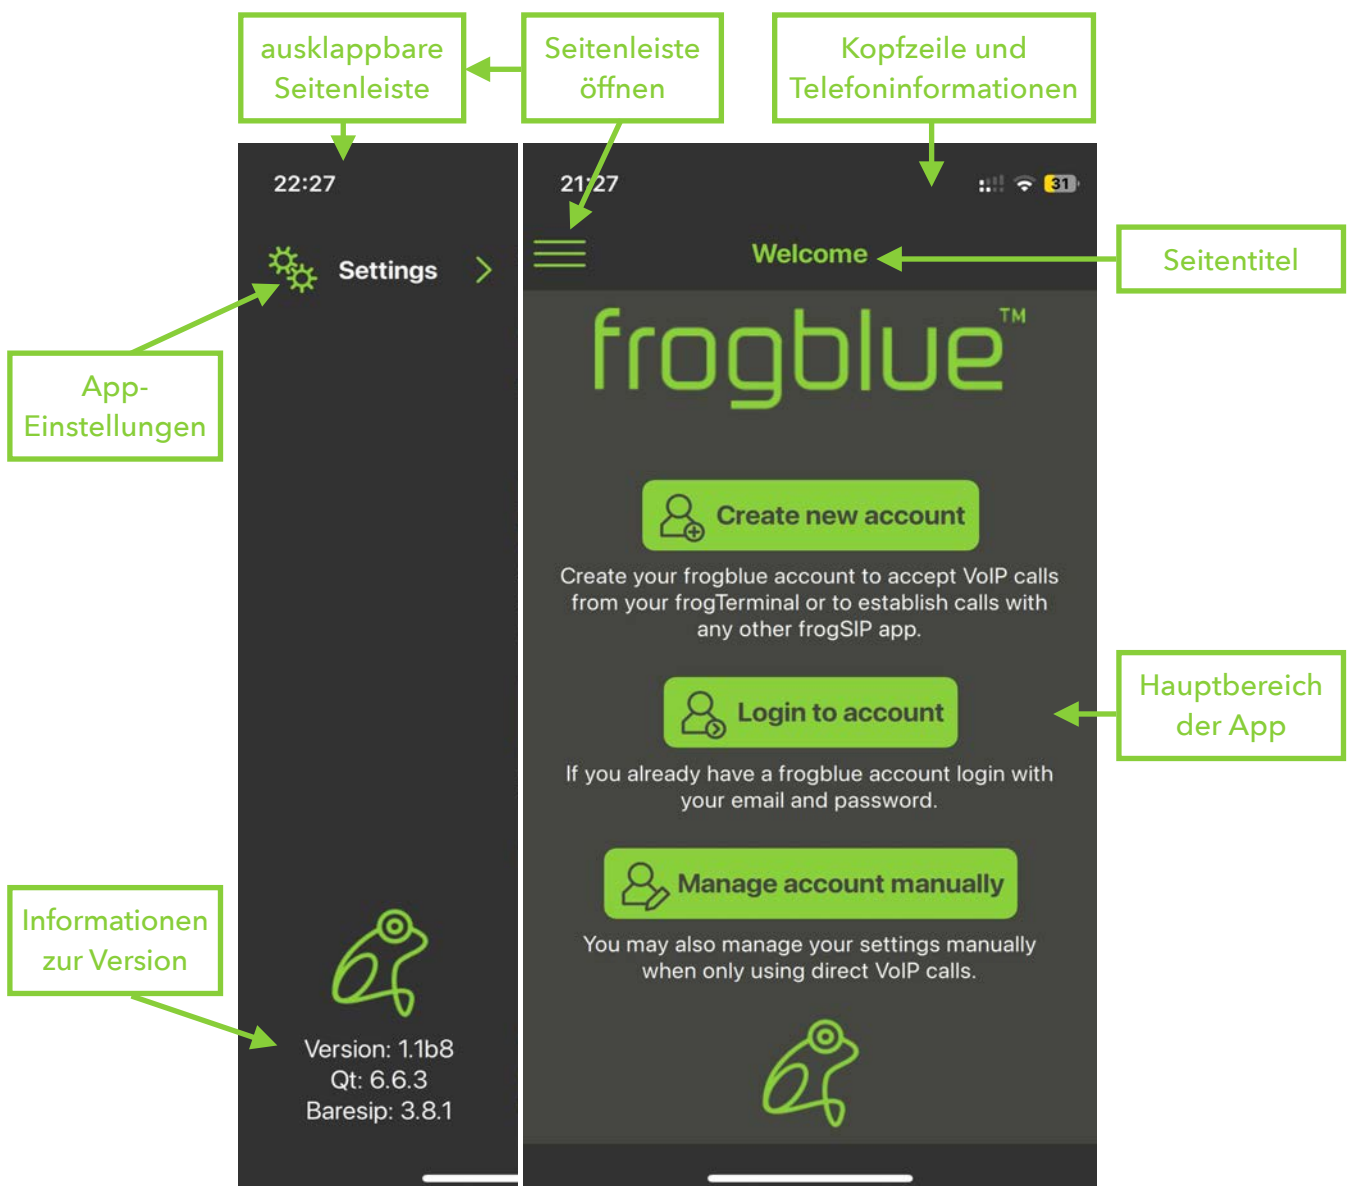 ausklappbare
Seitenleiste
Seitenleiste
öffnen
Kopfzeile und
Telefoninformationen
22:27
21:27
31
Settings
Welcome
Seitentitel
frogblue™
App-
Einstellungen
Create new account
Create your frogblue account to accept VoIP calls
from your frogTerminal or to establish calls with
any other frogSIP app.
Login to account
Hauptbereich
der App
If you already have a frogblue account login with
your email and password.
Manage account manually
You may also manage your settings manually
when only using direct VoIP calls.
Informationen
zur Version
Version: 1.1b8
Qt: 6.6.3
Baresip: 3.8.1